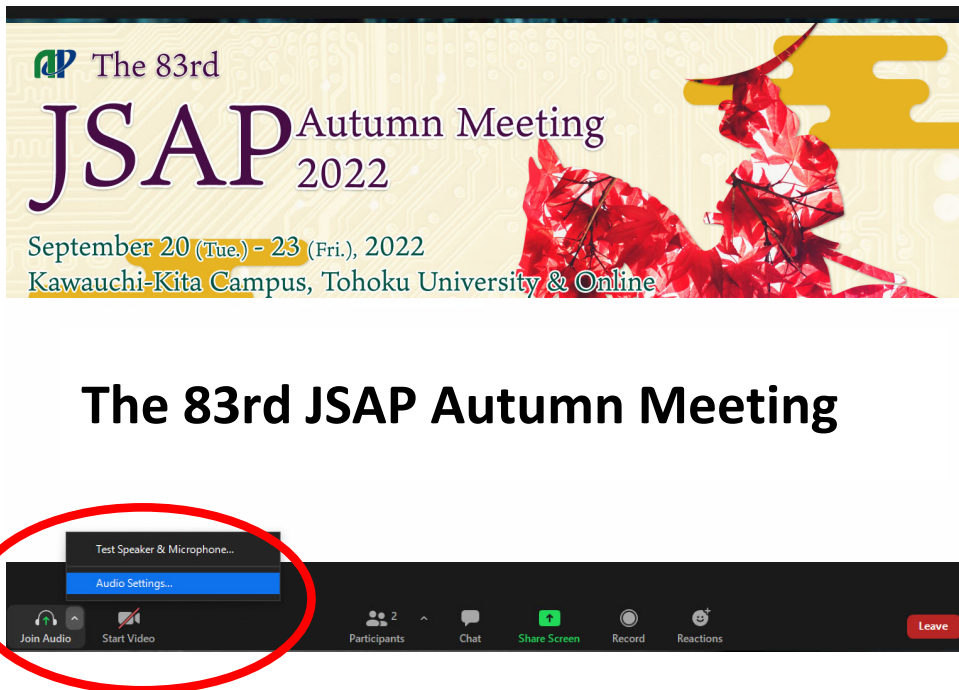 AP The 83rd
JSAP Autumn Meeting
2022
September 20 (Tue.) - 23 (Fri.), 2022
Kawauchi-Kita Campus, Tohoku University & Online
The 83rd JSAP Autumn Meeting
Test Speaker & Microphone...
Audio Settings...
2
Join Audio Start Video Participants Chat Share Screen Record Reactions Leave